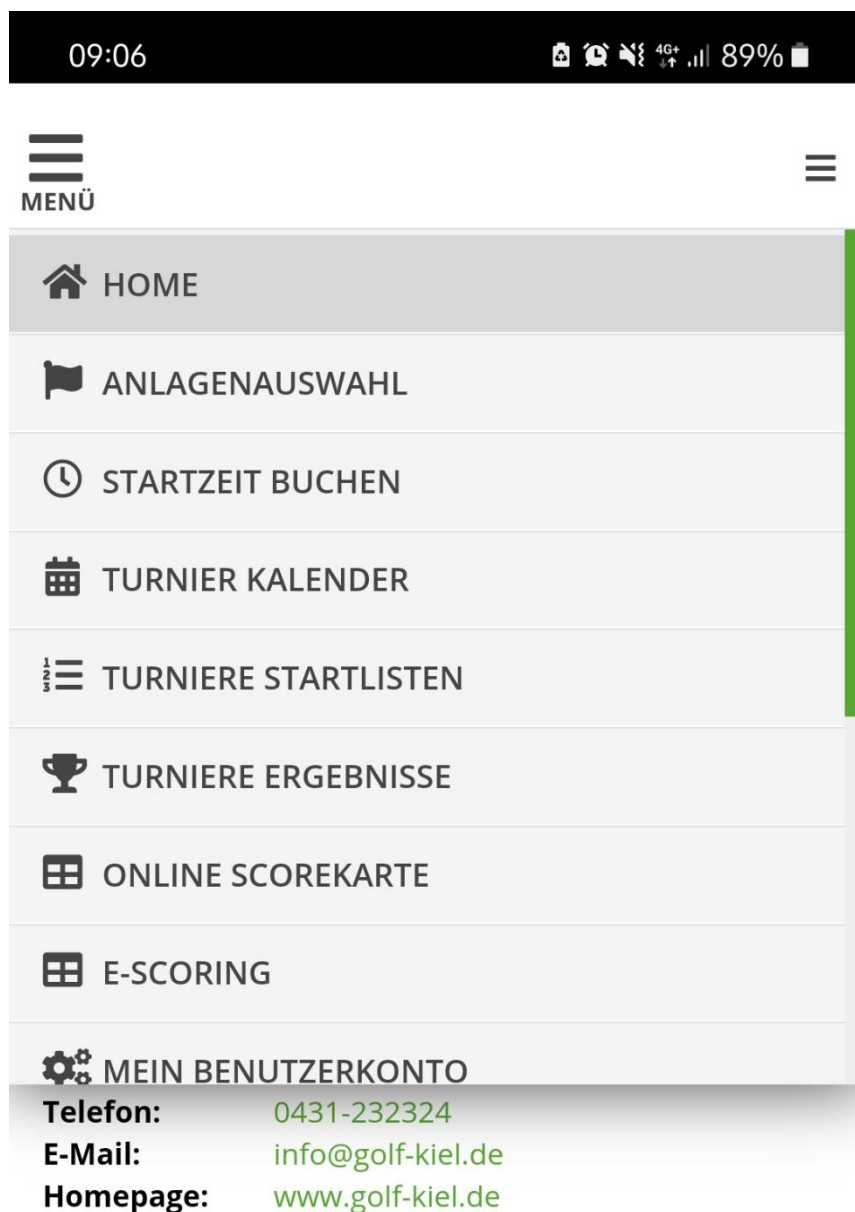 09:06 4G+ 89%
MENÜ
HOME
ANLAGENAUSWAHL
STARTZEIT BUCHEN
TURNIER KALENDER
TURNIERE STARTLISTEN
TURNIERE ERGEBNISSE
ONLINE SCOREKARTE
E-SCORING
MEIN BENUTZERKONTO
Telefon: 0431-232324
E-Mail: info@golf-kiel.de
Homepage: www.golf-kiel.de